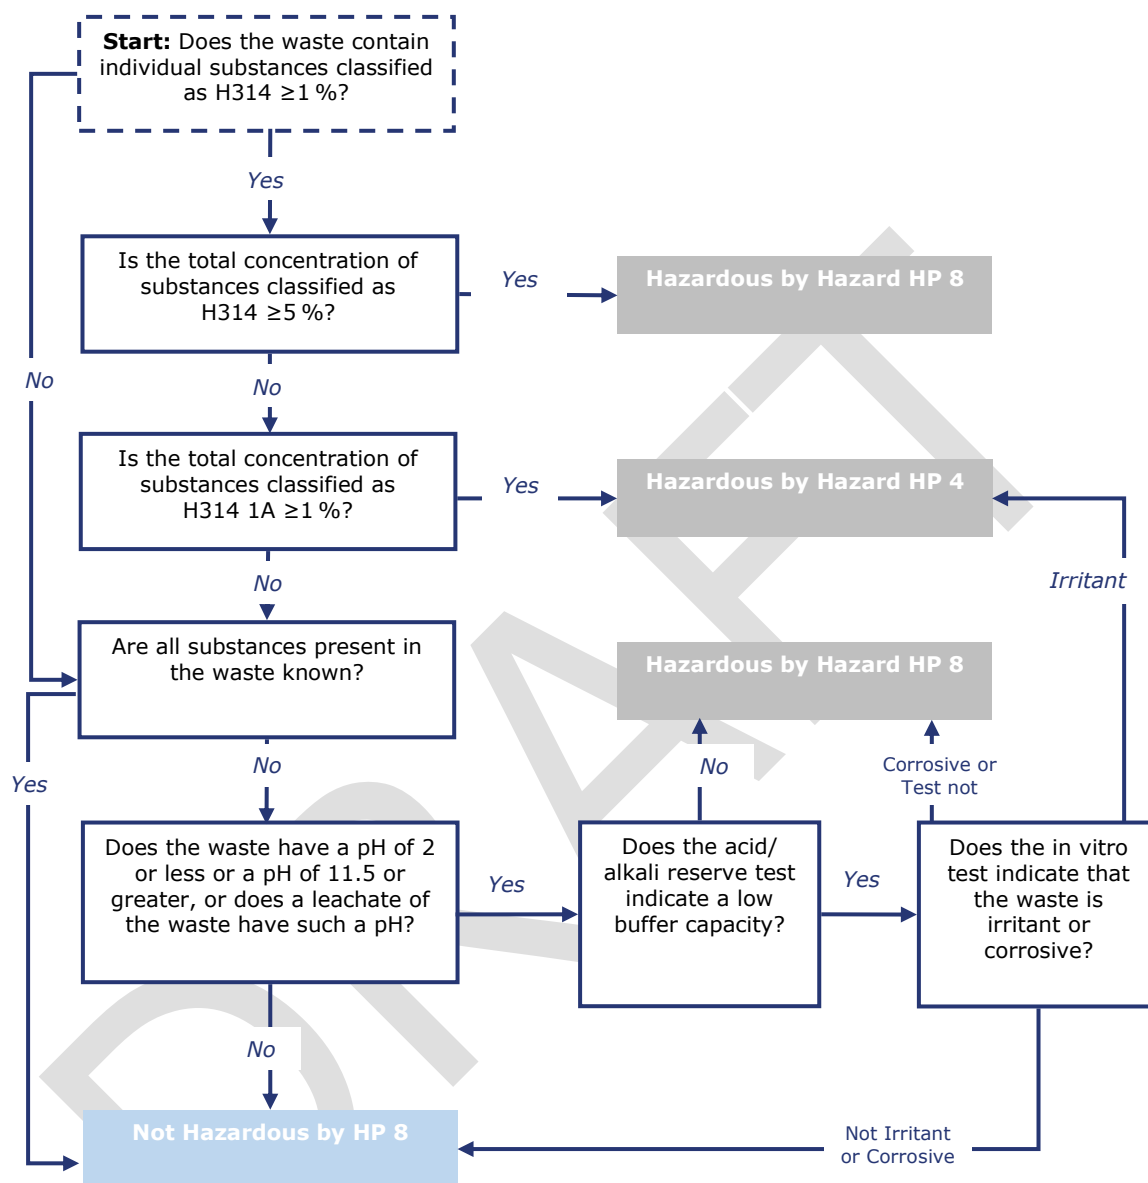 Start: Does the waste contain
individual substances classified
as H314 ≥1 %?
Yes
Is the total concentration of
substances classified as
H314 ≥5 %?
Yes
Hazardous by Hazard HP 8
No
No
Is the total concentration of
substances classified as
H314 1A ≥1 %?
Yes
Hazardous by Hazard HP 4
No
Irritant
Are all substances present in
the waste known?
Hazardous by Hazard HP 8
No
Yes
No
Corrosive or
Test not
Does the waste have a pH of 2
or less or a pH of 11.5 or
greater, or does a leachate of
the waste have such a pH?
Yes
Does the acid/
alkali reserve test
indicate a low
buffer capacity?
Yes
Does the in vitro
test indicate that
the waste is
irritant or
corrosive?
No
Not Hazardous by HP 8
Not Irritant
or Corrosive
DRAFT